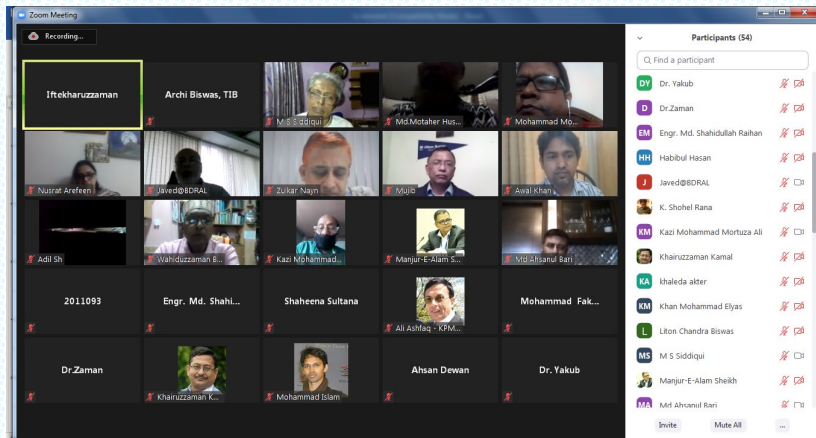 Zoom Meeting
Recording...
Iftekharuzzaman
Archi Biswas, TIB
M S Siddiqui
Md.Motaher Hus...
Mohammad Mo...
Nusrat Arefeen
Javed@BDRAL
Zulkar Nayn
Mujib
Awal Khan
Adil Sh
Wahiduzzaman B...
Kazi Mohammad...
Manjur-E-Alam S...
Md Ahsanul Bari
2011093
Engr. Md. Shahi...
Shaheena Sultana
Ali Ashfaq - KPM...
Mohammad Fak...
Dr.Zaman
Khairuzzaman K...
Mohammad Islam
Ahsan Dewan
Dr. Yakub
Participants (54)
Find a participant
DY Dr. Yakub
D Dr.Zaman
EM Engr. Md. Shahidullah Raihan
HH Habibul Hasan
J Javed@BDRAL
K. Shohel Rana
KM Kazi Mohammad Mortuza Ali
Khairuzzaman Kamal
KA khaleda akter
KM Khan Mohammad Elyas
L Liton Chandra Biswas
MS M S Siddiqui
Manjur-E-Alam Sheikh
MA Md Ahsanul Bari
Invite Mute All ...